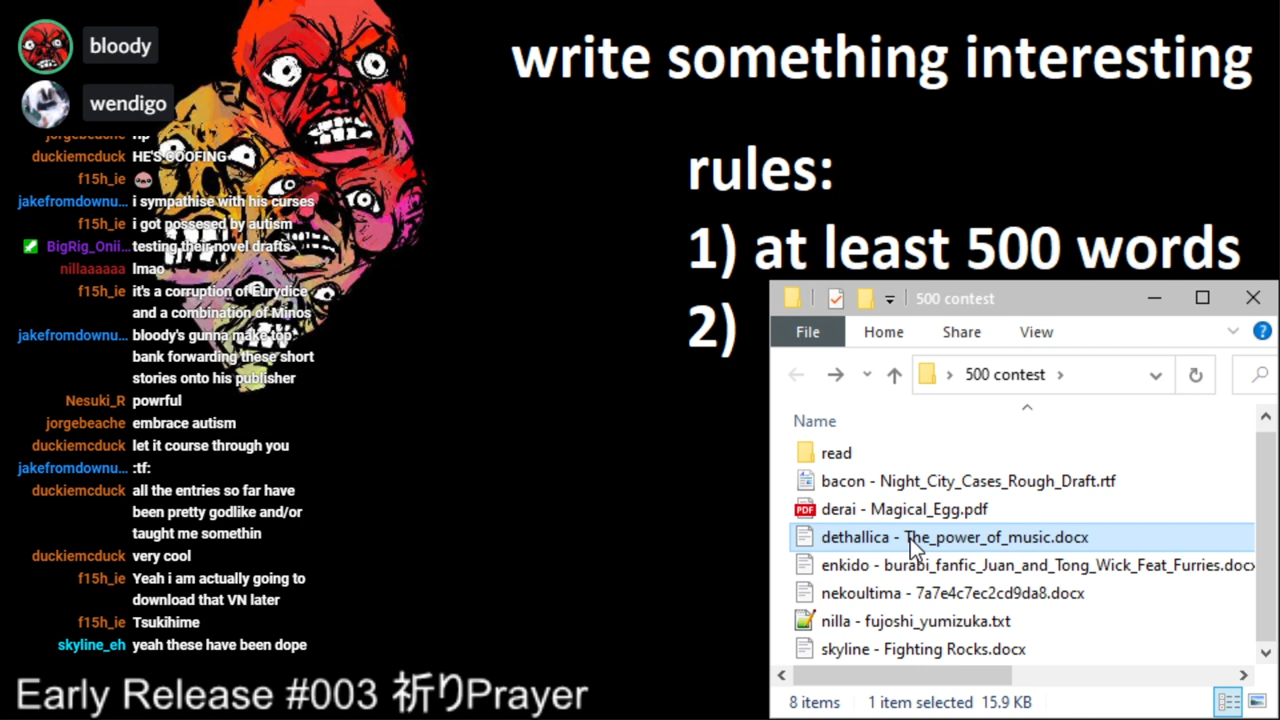 bloody
wendigo
duckiemcduck HE'S GOOFING
f15h_ie
jakefromdownu... i sympathise with his curses
f15h_ie i got possesed by autism
BigRig_Onii... testing their novel drafts
nillaaaaaa lmao
f15h_ie it's a corruption of Eurydice
and a combination of Minos
jakefromdownu... bloody's gunna make top
bank forwarding these short
stories onto his publisher
Nesuki_R powrful
jorgebeache embrace autism
duckiemcduck let it course through you
jakefromdownu... :tf:
duckiemcduck all the entries so far have
been pretty godlike and/or
taught me somethin
duckiemcduck very cool
f15h_ie Yeah i am actually going to
download that VN later
f15h_ie Tsukihime
skyline_eh yeah these have been dope
Early Release #003 祈りPrayer
write something interesting
rules:
1) at least 500 words
2)
500 contest
File Home Share View
500 contest
Name
read
bacon - Night_City_Cases_Rough_Draft.rtf
derai - Magical_Egg.pdf
dethallica - The_power_of_music.docx
enkido - burabi_fanfic_Juan_and_Tong_Wick_Feat_Furries.docx
nekoultima - 7a7e4c7ec2cd9da8.docx
nilla - fujoshi_yumizuka.txt
skyline - Fighting Rocks.docx
8 items 1 item selected 15.9 KB